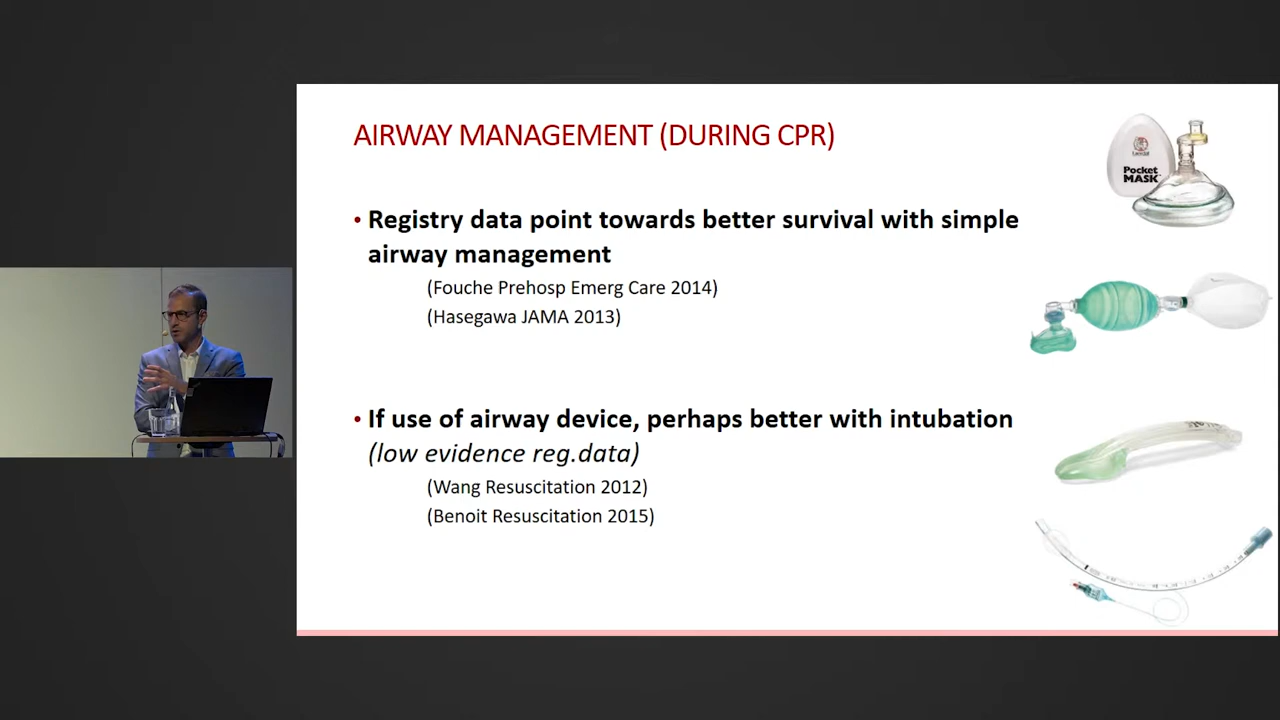 AIRWAY MANAGEMENT (DURING CPR)
• Registry data point towards better survival with simple
airway management
(Fouche Prehosp Emerg Care 2014)
(Hasegawa JAMA 2013)
• If use of airway device, perhaps better with intubation
(low evidence reg.data)
(Wang Resuscitation 2012)
(Benoit Resuscitation 2015)
Pocket
MASK